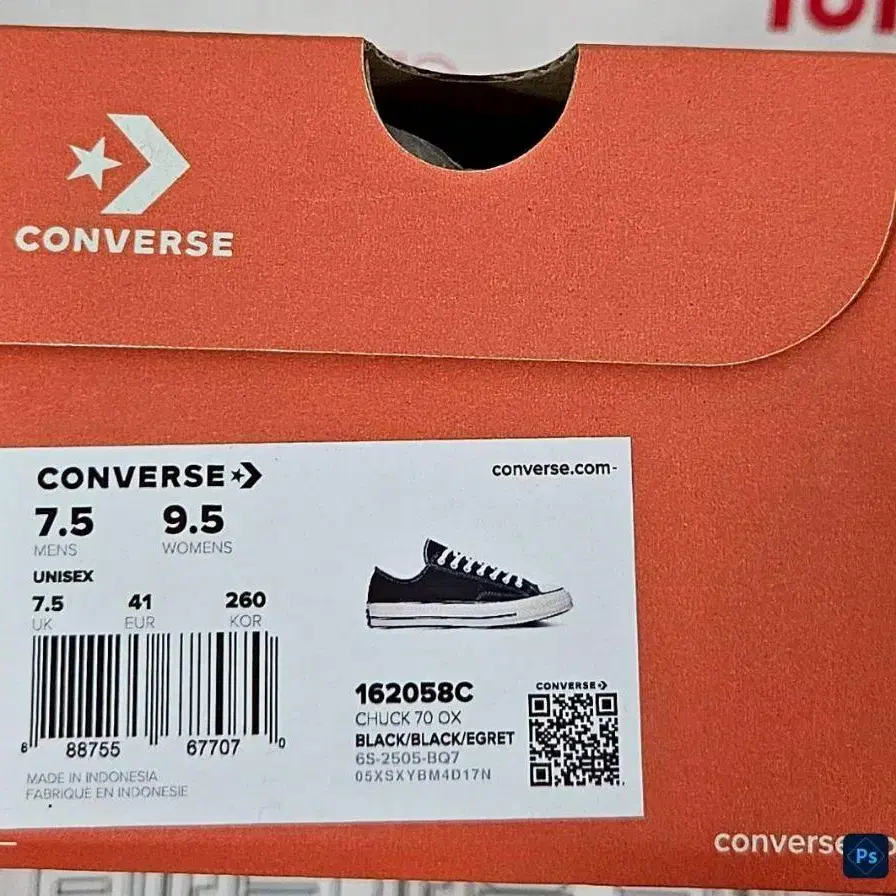 CONVERSE
CONVERSE
converse.com
7.5 9.5
MENS WOMENS
UNISEX
7.5 41 260
UK EUR KOR
8 88755 67707 0
162058C
CHUCK 70 OX
BLACK/BLACK/EGRET
6S-2505-BQ7
05XSXYBM4D17N
CONVERSE
MADE IN INDONESIA
FABRIQUE EN INDONESIE
converse
Ps